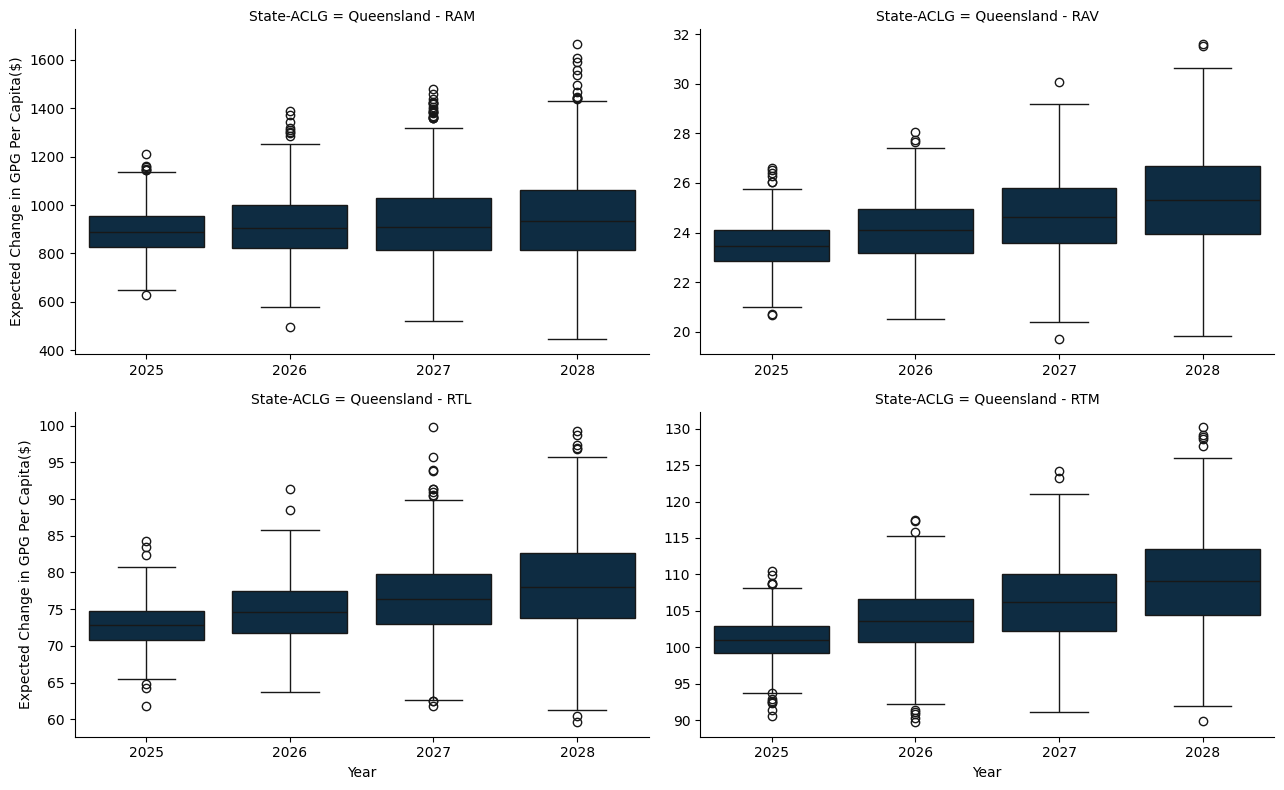 State-ACLG = Queensland - RAM
Expected Change in GPG Per Capita($)
1600
1400
1200
1000
800
600
400
2025 2026 2027 2028
State-ACLG = Queensland - RAV
32
30
28
26
24
22
20
2025 2026 2027 2028
State-ACLG = Queensland - RTL
Expected Change in GPG Per Capita($)
100
95
90
85
80
75
70
65
60
2025 2026 2027 2028
Year
State-ACLG = Queensland - RTM
130
125
120
115
110
105
100
95
90
2025 2026 2027 2028
Year